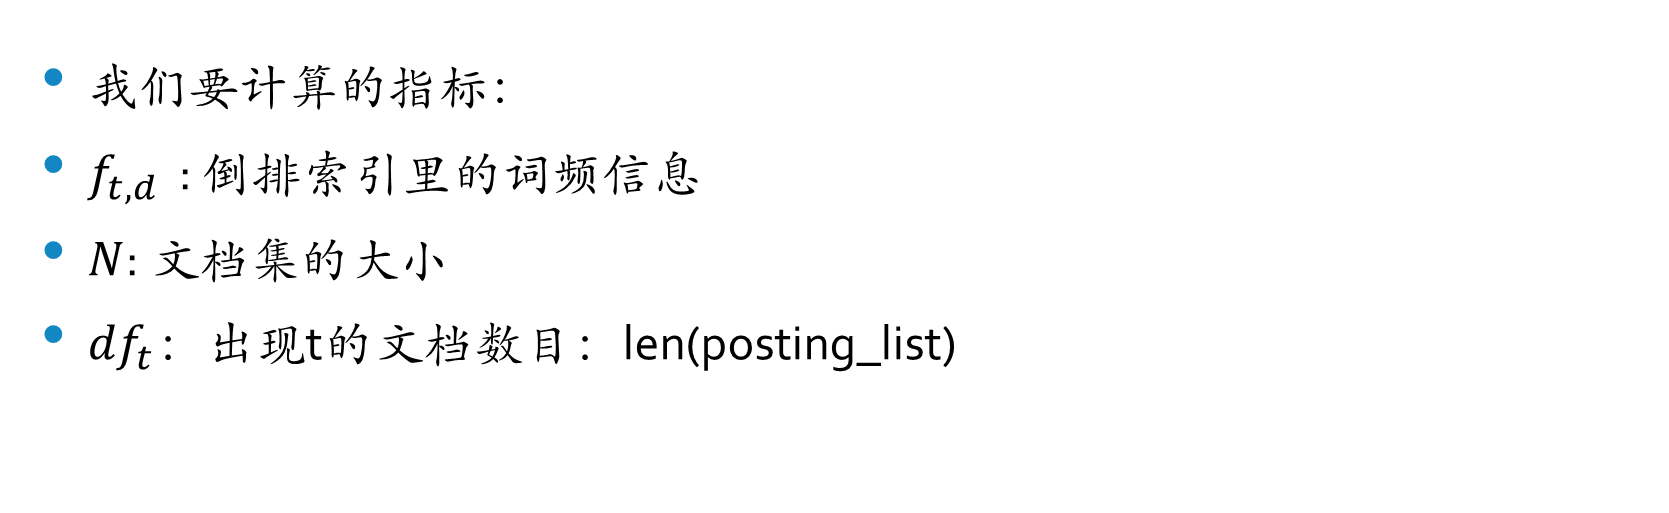 • 我们要计算的指标：
• f_{t,d} ：倒排索引里的词频信息
• N: 文档集的大小
• df_t： 出现t的文档数目：len(posting_list)